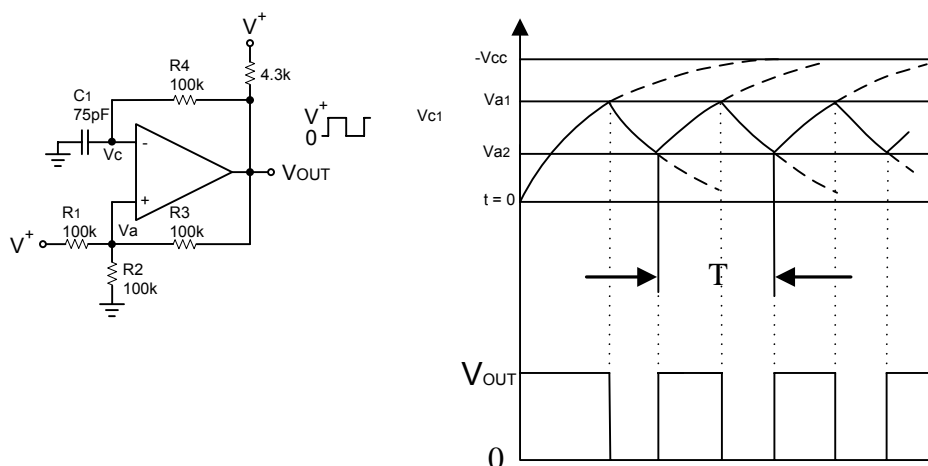 V+
R4
100k
4.3k
C1
75pF
Vc
-
+
V+
0
VOUT
R1
100k
V+
Va
R3
100k
R2
100k
-Vcc
Va1
Vc1
Va2
t = 0
T
VOUT
0